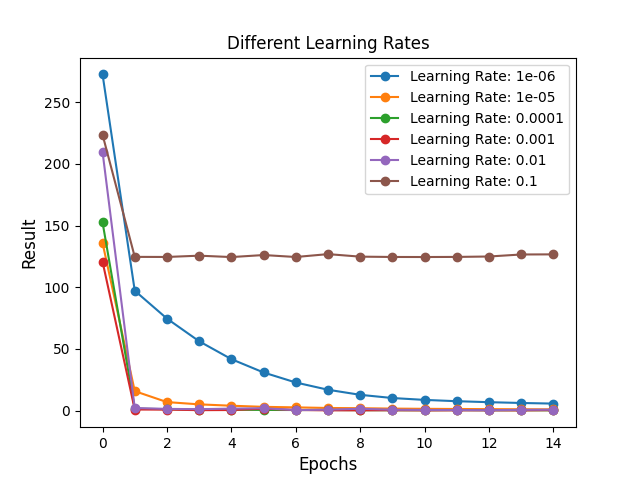 Different Learning Rates
Learning Rate: 1e-06
Learning Rate: 1e-05
Learning Rate: 0.0001
Learning Rate: 0.001
Learning Rate: 0.01
Learning Rate: 0.1
Result
250
200
150
100
50
0
0 2 4 6 8 10 12 14
Epochs